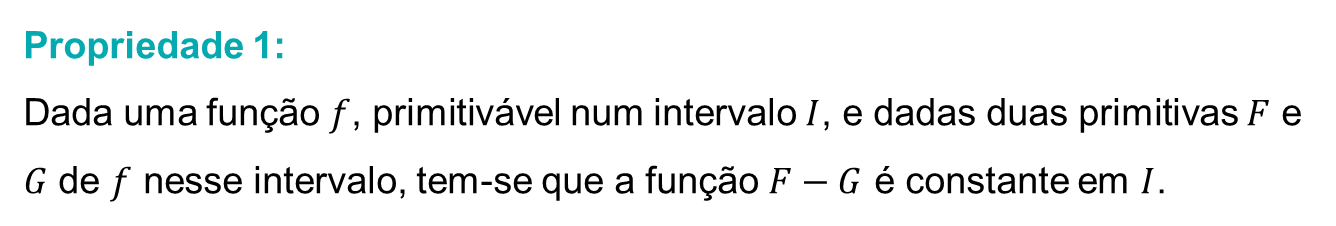 Propriedade 1:
Dada uma função f, primitivável num intervalo I, e dadas duas primitivas F e
G de f nesse intervalo, tem-se que a função F − G é constante em I.